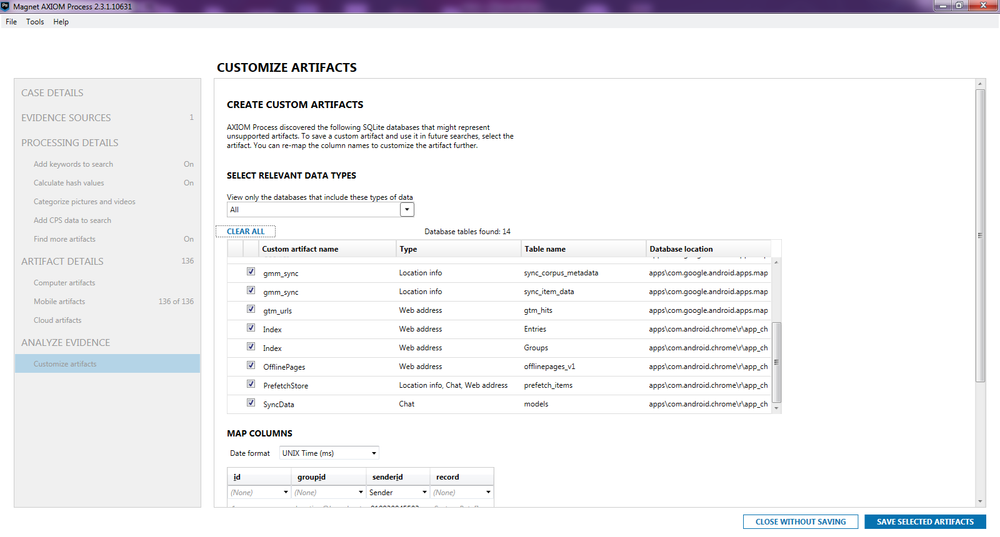 Magnet AXIOM Process 2.3.1.10631
File Tools Help
CUSTOMIZE ARTIFACTS
CASE DETAILS
EVIDENCE SOURCES 1
PROCESSING DETAILS
Add keywords to search On
Calculate hash values On
Categorize pictures and videos
Add CPS data to search
Find more artifacts On
ARTIFACT DETAILS 136
Computer artifacts
Mobile artifacts 136 of 136
Cloud artifacts
ANALYZE EVIDENCE
Customize artifacts
CREATE CUSTOM ARTIFACTS
AXIOM Process discovered the following SQLite databases that might represent
unsupported artifacts. To save a custom artifact and use it in future searches, select the
artifact. You can re-map the column names to customize the artifact further.
SELECT RELEVANT DATA TYPES
View only the databases that include these types of data
All
CLEAR ALL Database tables found: 14
Custom artifact name Type Table name Database location
gmm_sync Location info sync_corpus_metadata apps\com.google.android.apps.map
gmm_sync Location info sync_item_data apps\com.google.android.apps.map
gtm_urls Web address gtm_hits apps\com.google.android.apps.map
Index Web address Entries apps\com.android.chrome\r\app_ch
Index Web address Groups apps\com.android.chrome\r\app_ch
OfflinePages Web address offlinepages_v1 apps\com.android.chrome\r\app_ch
PrefetchStore Location info, Chat, Web address prefetch_items apps\com.android.chrome\r\app_ch
SyncData Chat models apps\com.android.chrome\r\app_ch
MAP COLUMNS
Date format UNIX Time (ms)
id groupid senderid record
(None) (None) Sender (None)
CLOSE WITHOUT SAVING SAVE SELECTED ARTIFACTS